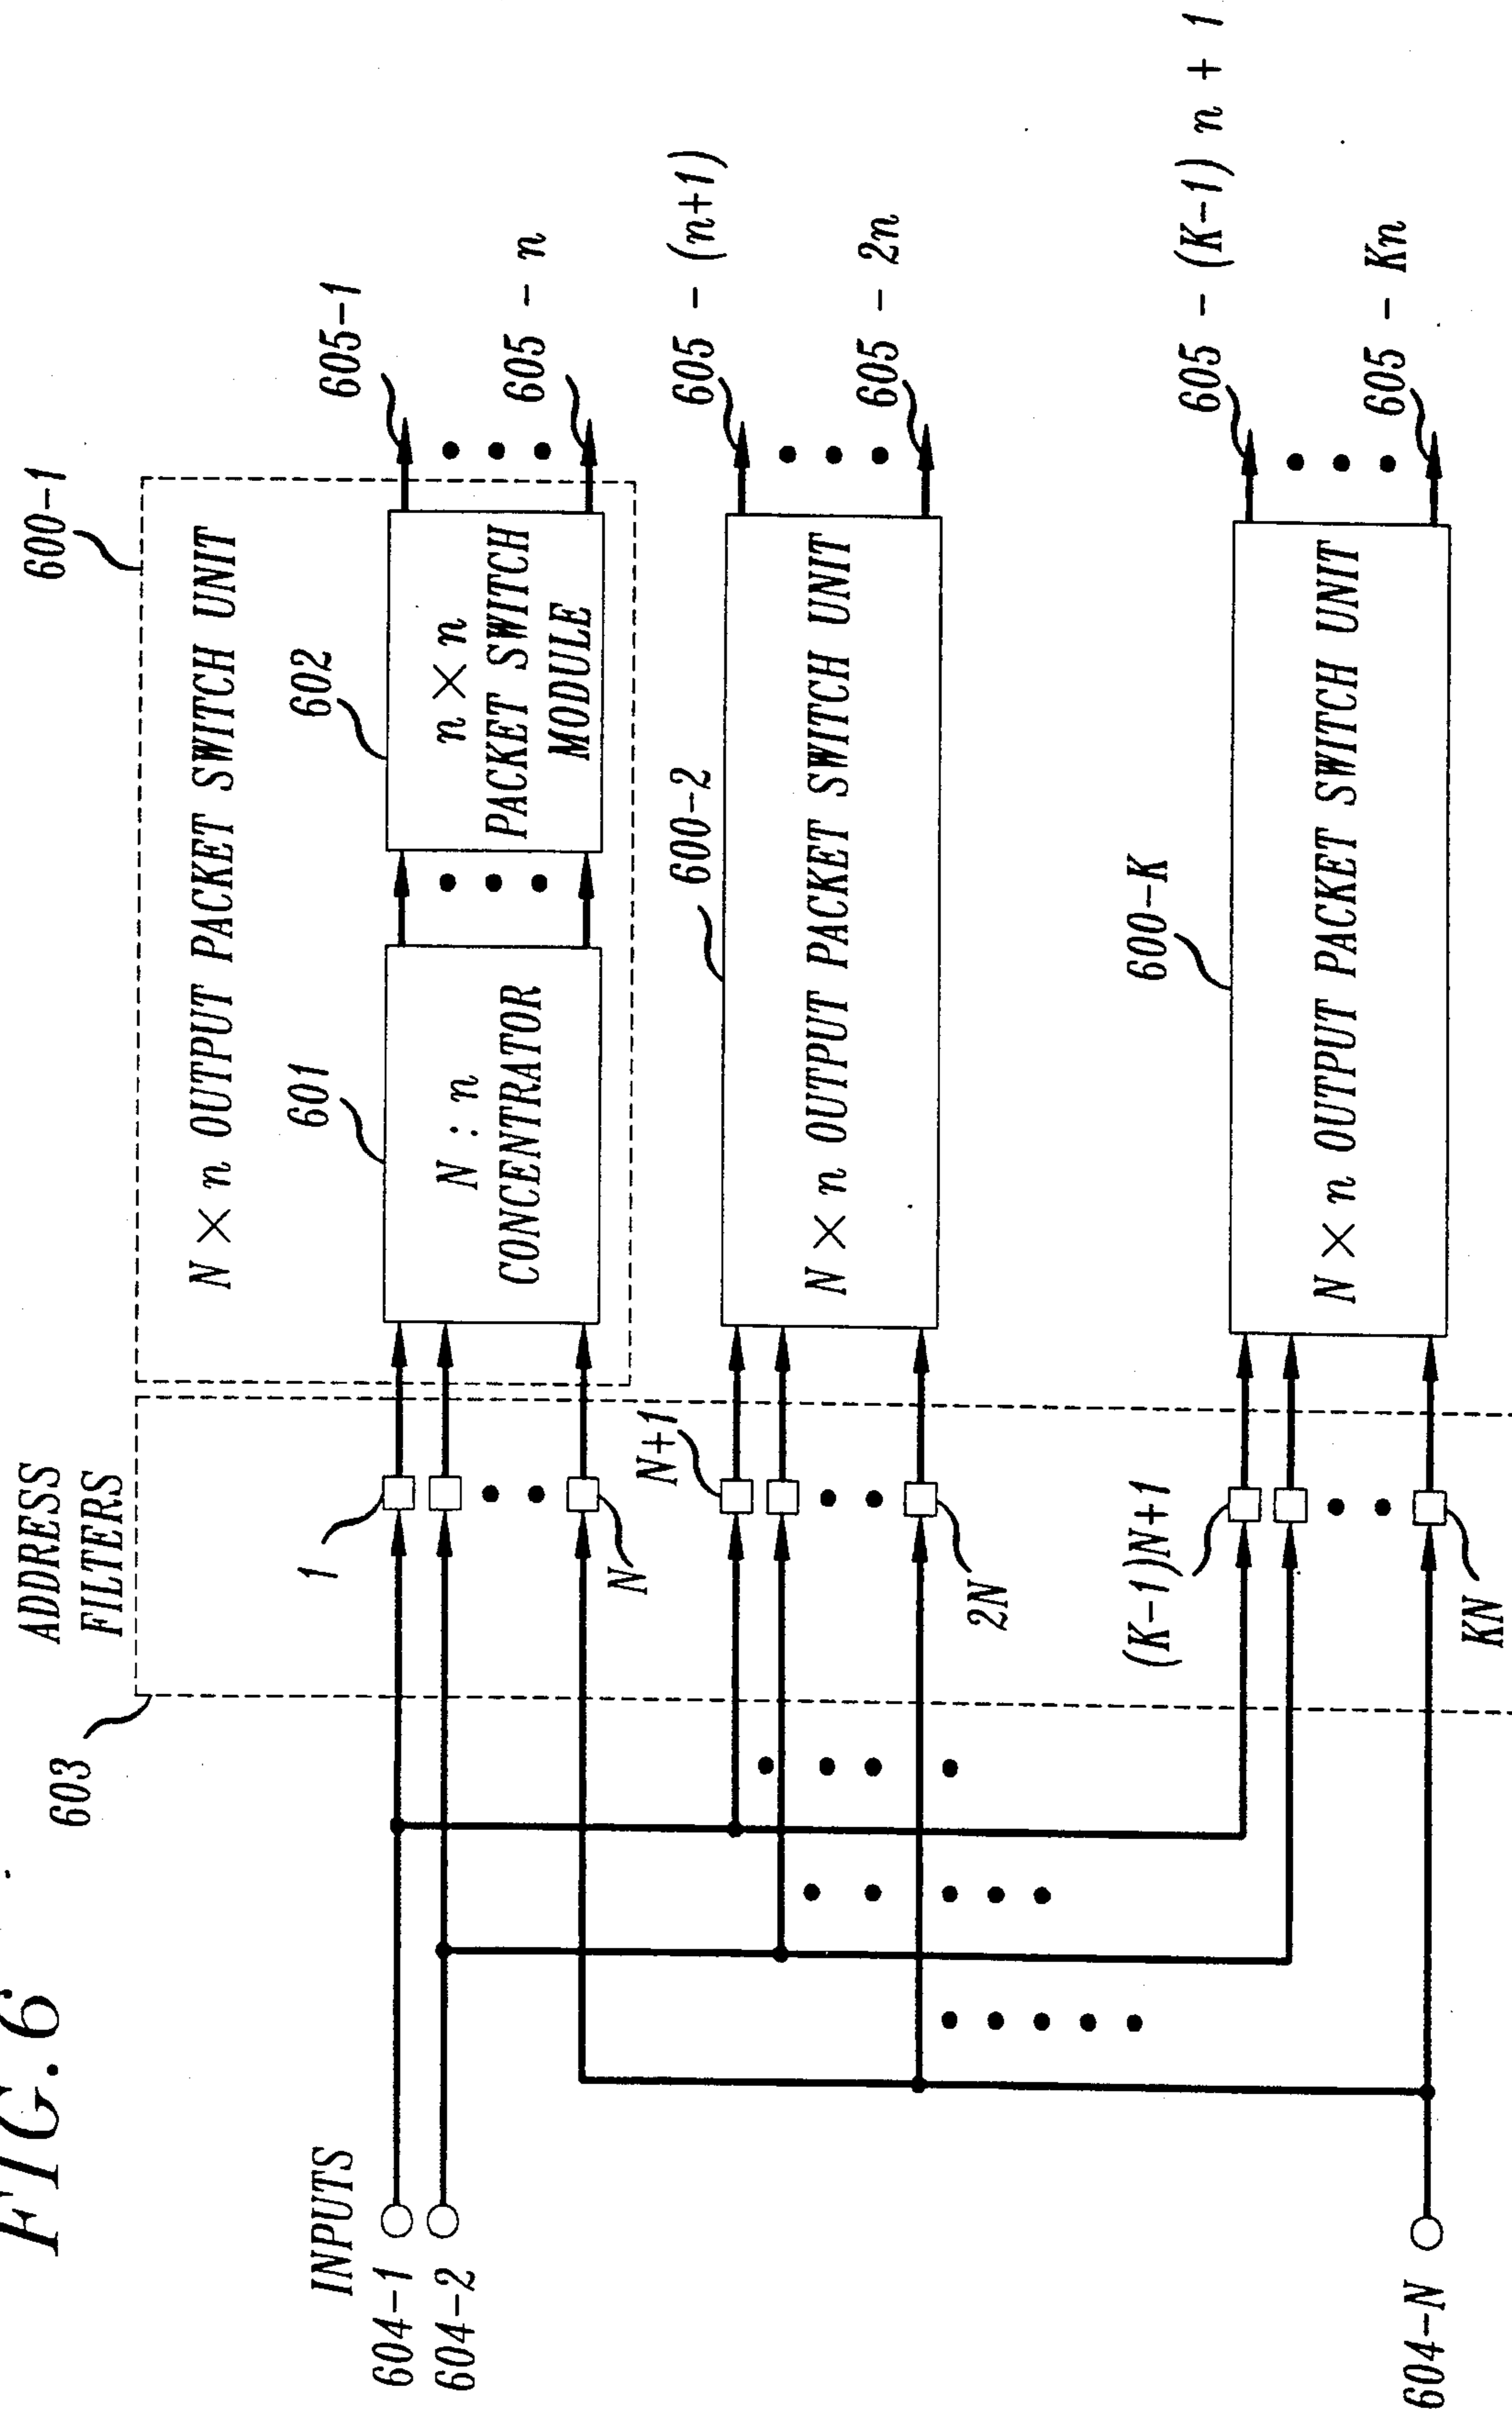 FIG. 6
600-1
ADDRESS
FILTERS
603
N × n OUTPUT PACKET SWITCH UNIT
601
602
605-1
INPUTS
604-1
604-2
1
N
N : n
CONCENTRATOR
n × n
PACKET SWITCH
MODULE
605 - n
N+1
600-2
605 - (n+1)
2N
N × n OUTPUT PACKET SWITCH UNIT
605 - 2n
(K-1)N+1
600-K
605 - (K-1) n + 1
N × n OUTPUT PACKET SWITCH UNIT
605 - Kn
604-N
KN